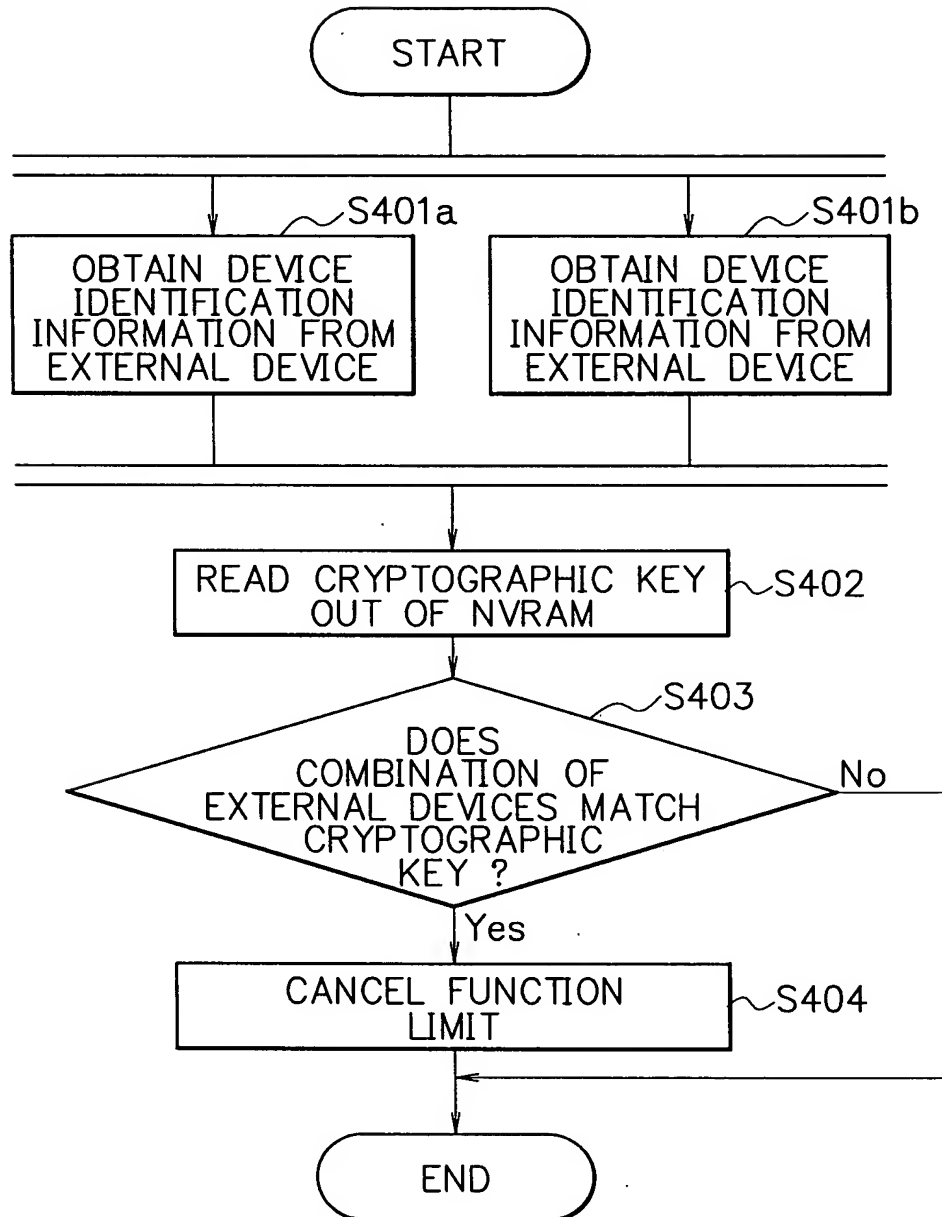 START
S401a
S401b
OBTAIN DEVICE
IDENTIFICATION
INFORMATION FROM
EXTERNAL DEVICE
OBTAIN DEVICE
IDENTIFICATION
INFORMATION FROM
EXTERNAL DEVICE
READ CRYPTOGRAPHIC KEY
OUT OF NVRAM
S402
S403
DOES
COMBINATION OF
EXTERNAL DEVICES MATCH
CRYPTOGRAPHIC
KEY ?
No
Yes
CANCEL FUNCTION
LIMIT
S404
END